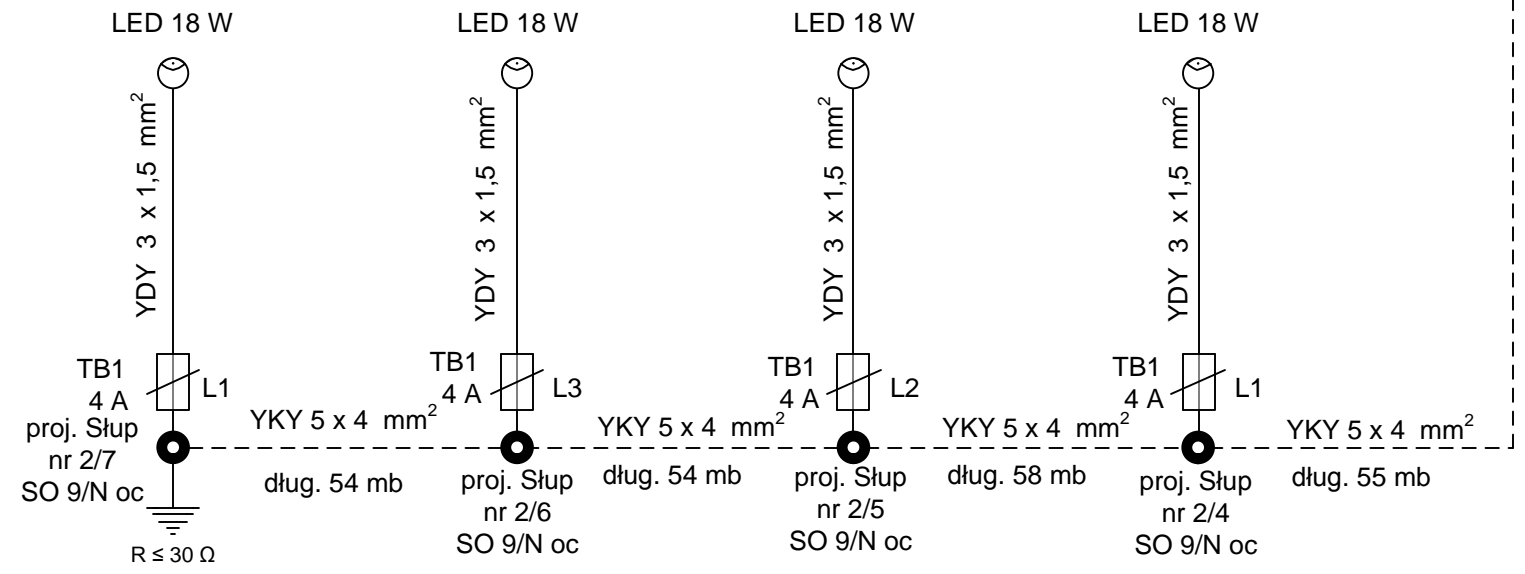 LED 18 W
LED 18 W
LED 18 W
LED 18 W
YDY 3 x 1,5 mm²
YDY 3 x 1,5 mm²
YDY 3 x 1,5 mm²
YDY 3 x 1,5 mm²
TB1
4 A
L1
TB1
4 A
L3
TB1
4 A
L2
TB1
4 A
L1
YKY 5 x 4 mm²
YKY 5 x 4 mm²
YKY 5 x 4 mm²
YKY 5 x 4 mm²
dług. 54 mb
dług. 54 mb
dług. 58 mb
dług. 55 mb
proj. Słup
nr 2/7
SO 9/N oc
proj. Słup
nr 2/6
SO 9/N oc
proj. Słup
nr 2/5
SO 9/N oc
proj. Słup
nr 2/4
SO 9/N oc
R ≤ 30 Ω